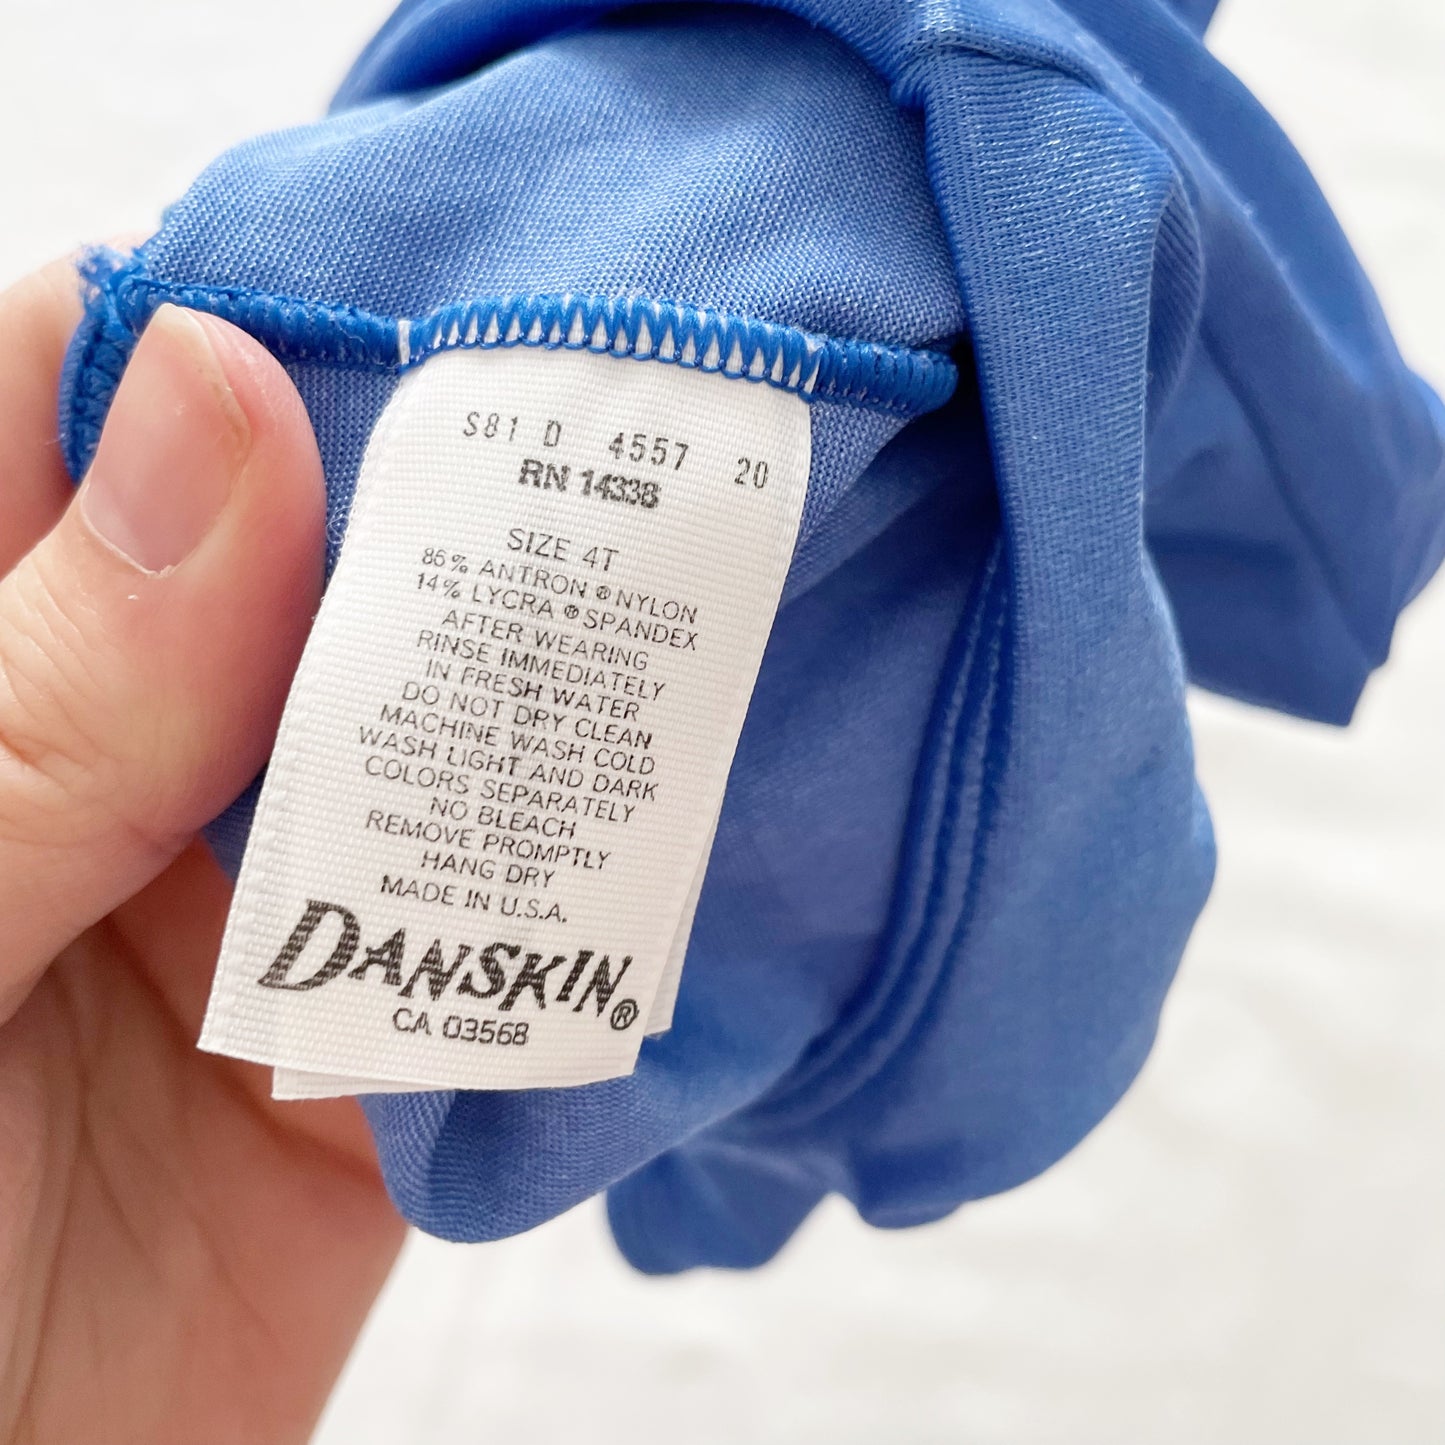 S81 D 4557 20
RN 14338
SIZE 4T
86% ANTRON ® NYLON
14% LYCRA ® SPANDEX
AFTER WEARING
RINSE IMMEDIATELY
IN FRESH WATER
DO NOT DRY CLEAN
MACHINE WASH COLD
WASH LIGHT AND DARK
COLORS SEPARATELY
NO BLEACH
REMOVE PROMPTLY
HANG DRY
MADE IN U.S.A.
DANSKIN®
CA 03568